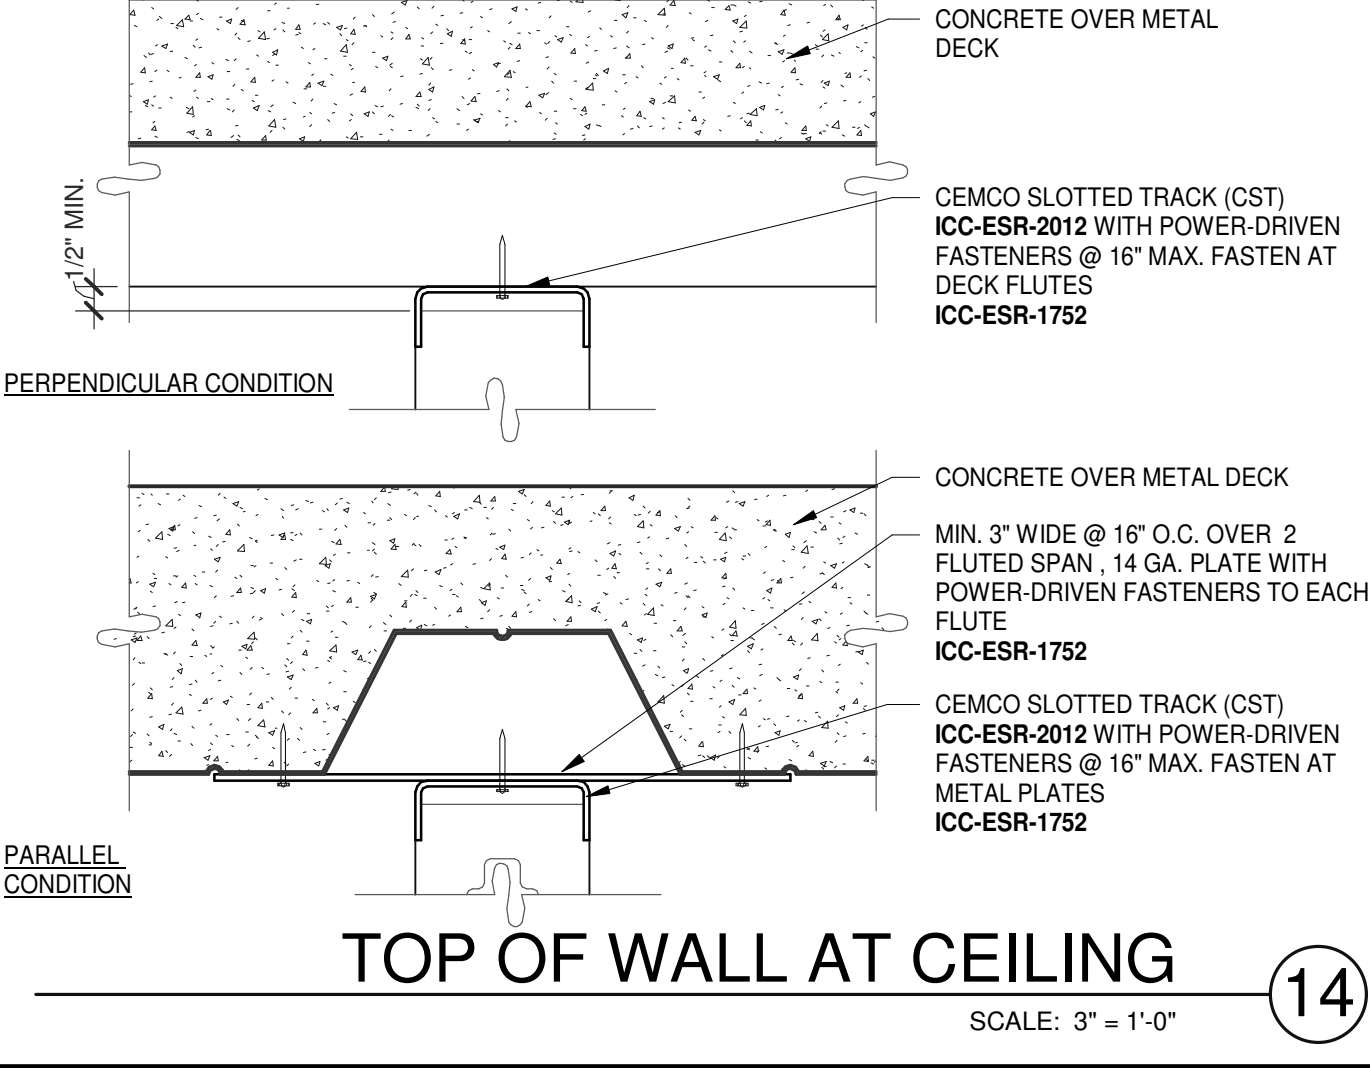 CONCRETE OVER METAL
DECK
1/2" MIN.
CEMCO SLOTTED TRACK (CST)
ICC-ESR-2012 WITH POWER-DRIVEN
FASTENERS @ 16" MAX. FASTEN AT
DECK FLUTES
ICC-ESR-1752
PERPENDICULAR CONDITION
CONCRETE OVER METAL DECK
MIN. 3" WIDE @ 16" O.C. OVER 2
FLUTED SPAN , 14 GA. PLATE WITH
POWER-DRIVEN FASTENERS TO EACH
FLUTE
ICC-ESR-1752
CEMCO SLOTTED TRACK (CST)
ICC-ESR-2012 WITH POWER-DRIVEN
FASTENERS @ 16" MAX. FASTEN AT
METAL PLATES
ICC-ESR-1752
PARALLEL
CONDITION
TOP OF WALL AT CEILING
14
SCALE: 3" = 1'-0"